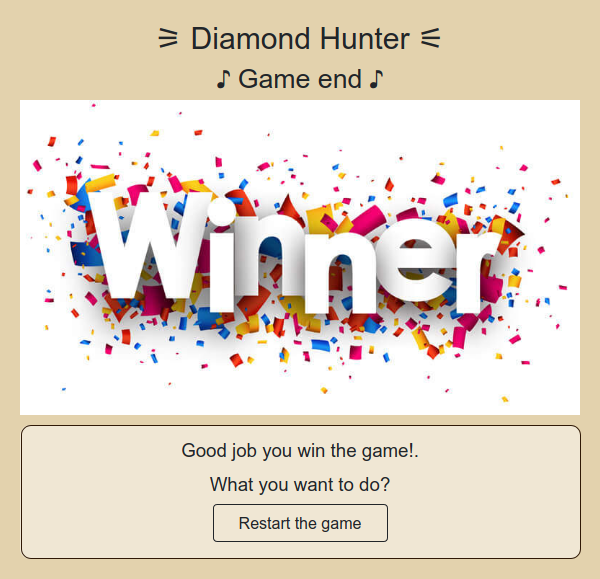 ⚞ Diamond Hunter ⚟
♪ Game end ♪
Winner
Good job you win the game!.
What you want to do?
Restart the game